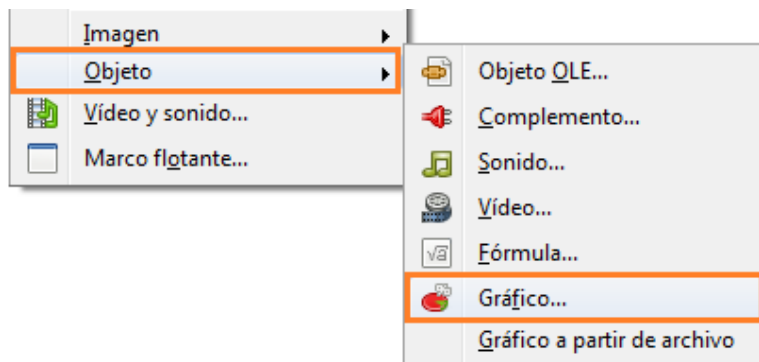 Imagen
Objeto
Vídeo y sonido...
Marco flotante...
Objeto OLE...
Complemento...
Sonido...
Vídeo...
Fórmula...
Gráfico...
Gráfico a partir de archivo